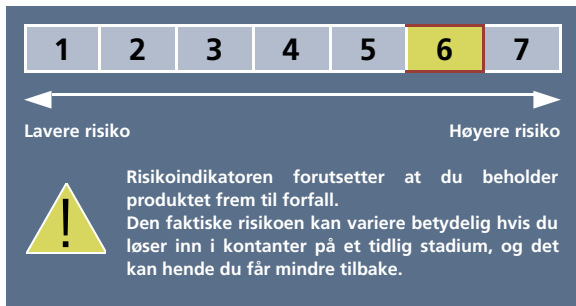 1 2 3 4 5 6 7
Lavere risiko Høyere risiko
Risikoindikatoren forutsetter at du beholder
produktet frem til forfall.
Den faktiske risikoen kan variere betydelig hvis du
løser inn i kontanter på et tidlig stadium, og det
kan hende du får mindre tilbake.
!